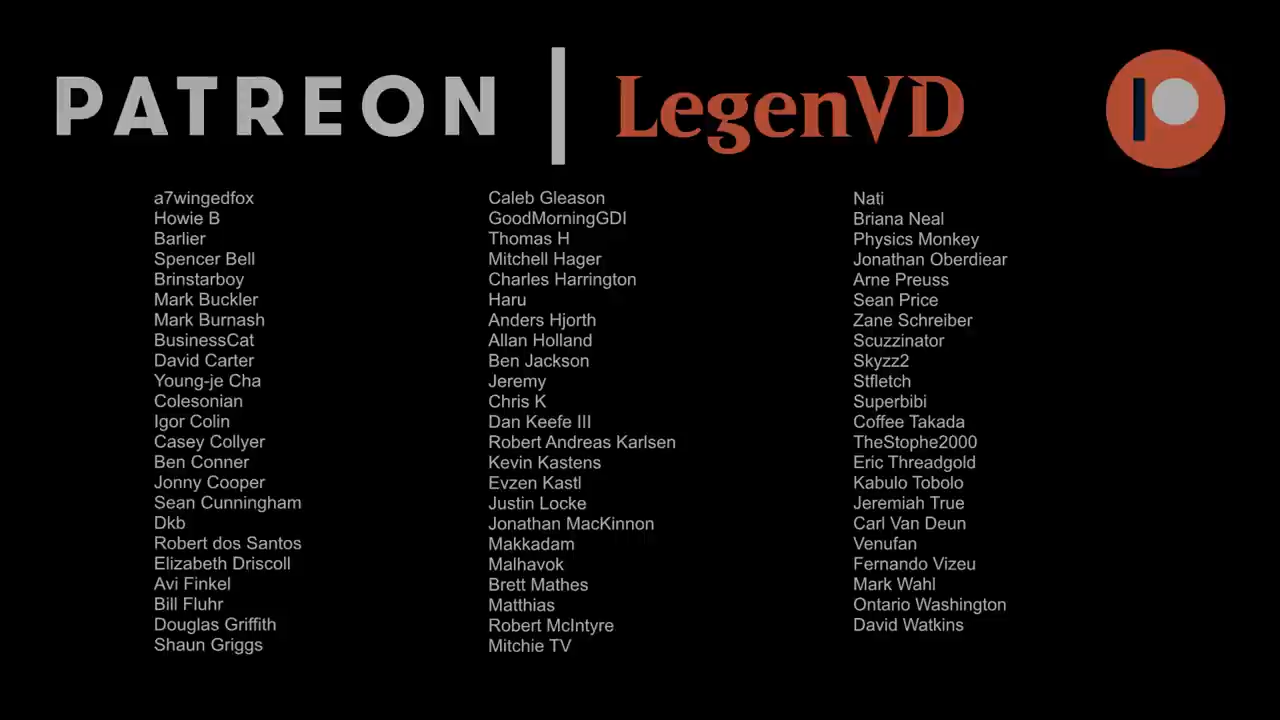 PATREON | LegenVD
a7wingedfox
Howie B
Barlier
Spencer Bell
Brinstarboy
Mark Buckler
Mark Burnash
BusinessCat
David Carter
Young-je Cha
Colesonian
Igor Colin
Casey Collyer
Ben Conner
Jonny Cooper
Sean Cunningham
Dkb
Robert dos Santos
Elizabeth Driscoll
Avi Finkel
Bill Fluhr
Douglas Griffith
Shaun Griggs
Caleb Gleason
GoodMorningGDI
Thomas H
Mitchell Hager
Charles Harrington
Haru
Anders Hjorth
Allan Holland
Ben Jackson
Jeremy
Chris K
Dan Keefe III
Robert Andreas Karlsen
Kevin Kastens
Evzen Kastl
Justin Locke
Jonathan MacKinnon
Makkadam
Malhavok
Brett Mathes
Matthias
Robert McIntyre
Mitchie TV
Nati
Briana Neal
Physics Monkey
Jonathan Oberdiear
Arne Preuss
Sean Price
Zane Schreiber
Scuzzinator
Skyzz2
Stfletch
Superbibi
Coffee Takada
TheStophe2000
Eric Threadgold
Kabulo Tobolo
Jeremiah True
Carl Van Deun
Venufan
Fernando Vizeu
Mark Wahl
Ontario Washington
David Watkins